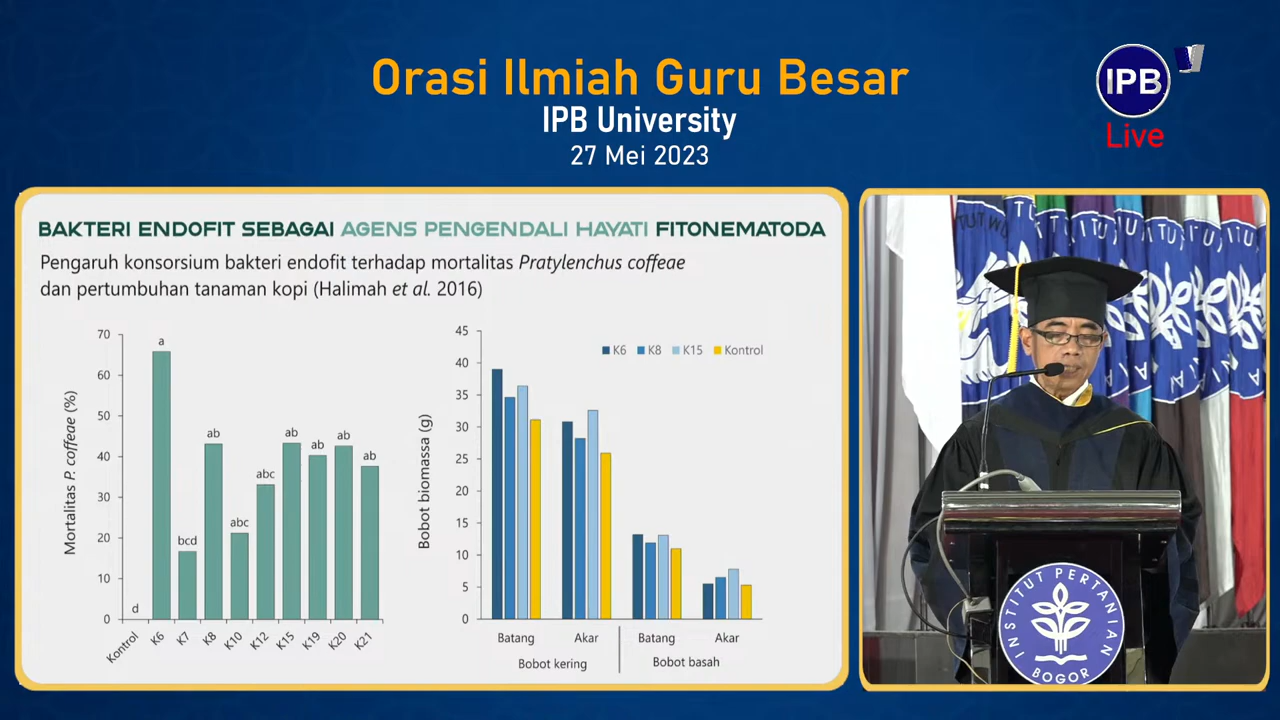 Orasi Ilmiah Guru Besar
IPB University
27 Mei 2023
IPB
Live
BAKTERI ENDOFIT SEBAGAI AGENS PENGENDALI HAYATI FITONEMATODA
Pengaruh konsorsium bakteri endofit terhadap mortalitas Pratylenchus coffeae
dan pertumbuhan tanaman kopi (Halimah et al. 2016)
Mortalitas P. coffeae (%)
70
60
50
40
30
20
10
0
d
a
bcd
ab
abc
abc
ab
ab
ab
ab
Kontrol
K6
K7
K8
K10
K12
K15
K19
K20
K21
Bobot biomassa (g)
45
40
35
30
25
20
15
10
5
0
K6 K8 K15 Kontrol
Batang Akar Batang Akar
Bobot kering Bobot basah
INSTITUT PERTANIAN
BOGOR